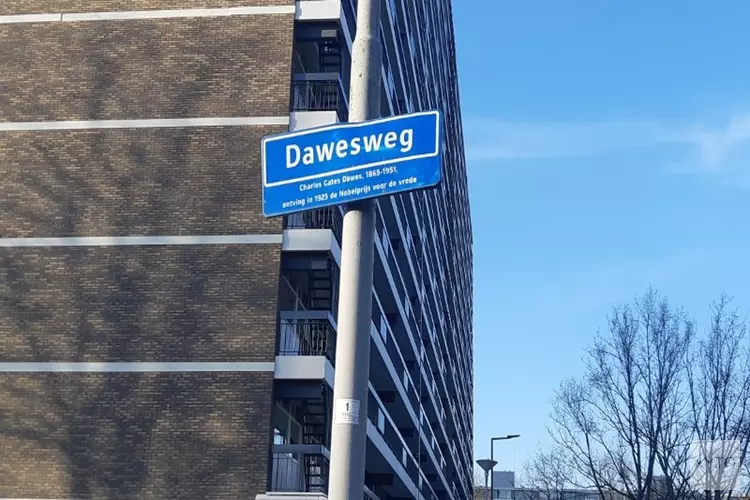 Dawesweg
Charles Gates Dawes, 1865-1951,
ontving in 1925 de Nobelprijs voor de vrede
1